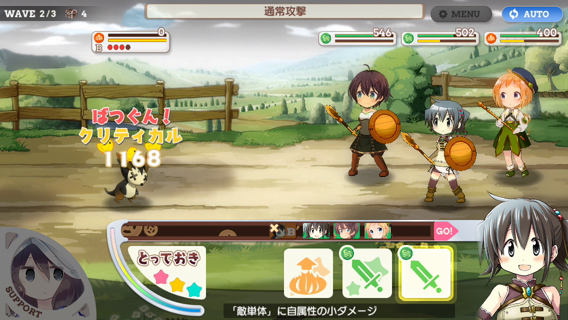 WAVE 2/3
4
通常攻撃
MENU
AUTO
0
B
546
502
400
ばつぐん!
クリティカル
1168
B
GO!
とっておき
SUPPORT
「敵単体」に自属性の小ダメージ